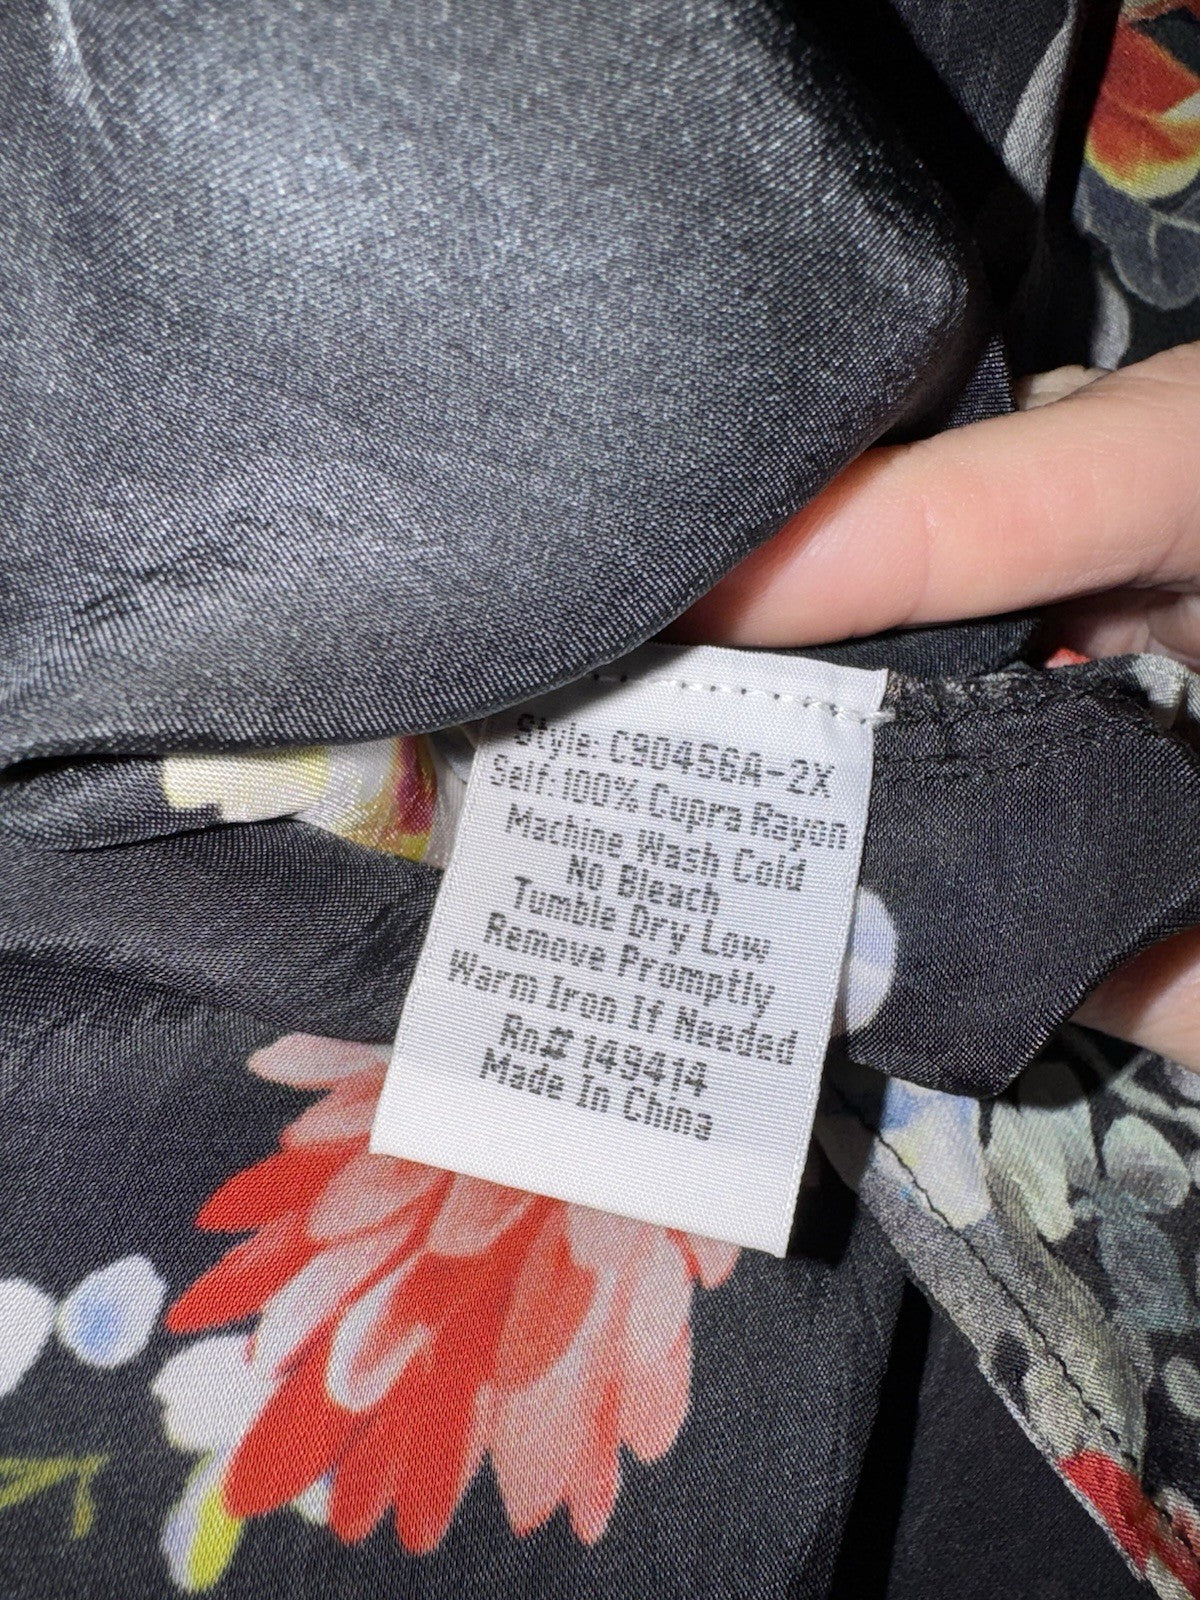 Style: C90456A-2X
Self: 100% Cupra Rayon
Machine Wash Cold
No Bleach
Tumble Dry Low
Remove Promptly
Warm Iron If Needed
Rn# 149414
Made In China